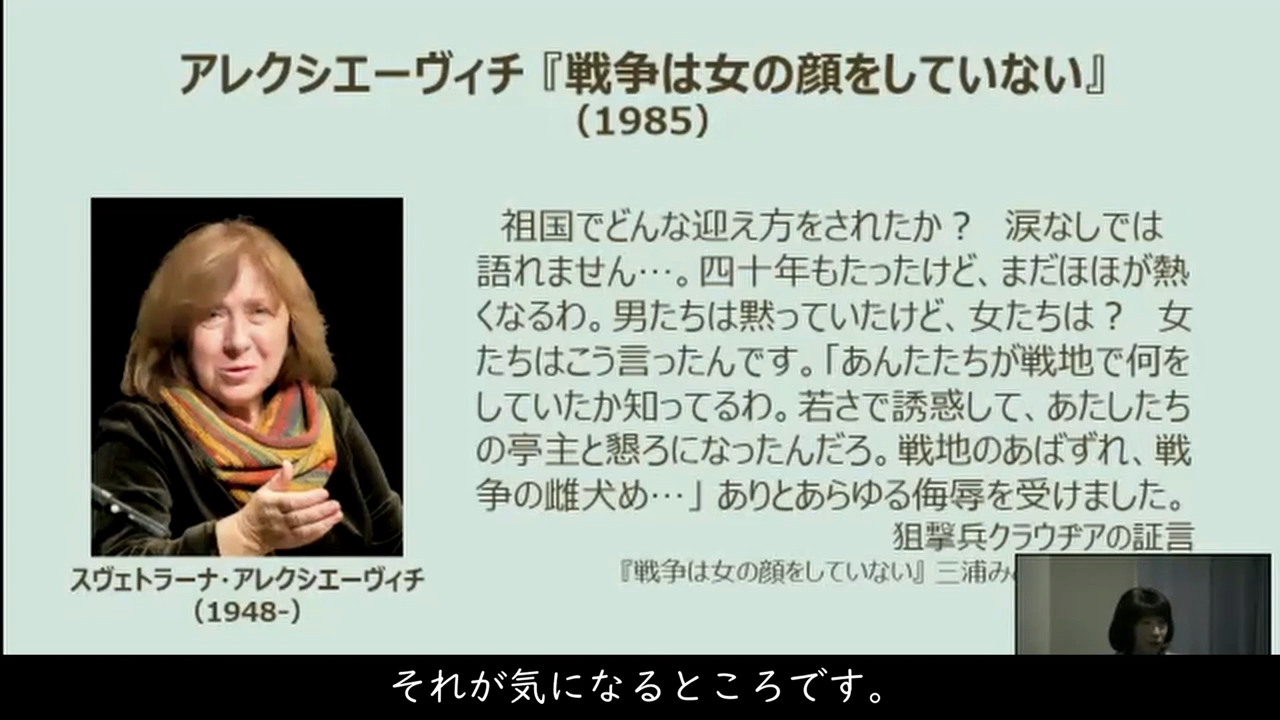 アレクシエーヴィチ『戦争は女の顔をしていない』
（1985）
祖国でどんな迎え方をされたか？　涙なしでは
語れません…。四十年もたったけど、まだほほが熱
くなるわ。男たちは黙っていたけど、女たちは？　女
たちはこう言ったんです。「あんたたちが戦地で何を
していたか知ってるわ。若さで誘惑して、あたしたち
の亭主と懇ろになったんだろ。戦地のあばずれ、戦
争の雌犬め…」 ありとあらゆる侮辱を受けました。
狙撃兵クラウヂアの証言
『戦争は女の顔をしていない』三浦み
スヴェトラーナ・アレクシエーヴィチ
（1948-）
それが気になるところです。